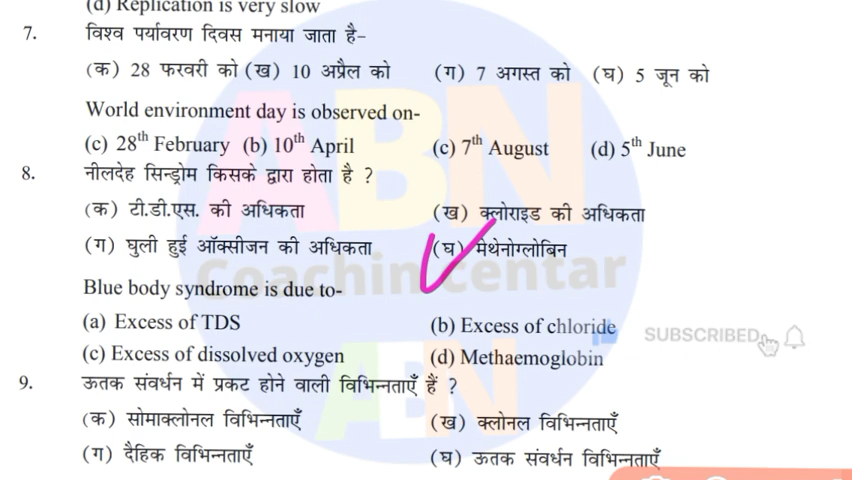 (d) Replication is very slow
7. विश्व पर्यावरण दिवस मनाया जाता है–
(क) 28 फरवरी को (ख) 10 अप्रैल को (ग) 7 अगस्त को (घ) 5 जून को
World environment day is observed on-
(c) 28th February (b) 10th April (c) 7th August (d) 5th June
8. नीलदेह सिन्ड्रोम किसके द्वारा होता है ?
(क) टी.डी.एस. की अधिकता (ख) क्लोराइड की अधिकता
(ग) घुली हुई ऑक्सीजन की अधिकता (घ) मेथेनोग्लोबिन
ABN
Coachin centar
Blue body syndrome is due to-
(a) Excess of TDS (b) Excess of chloride
SUBSCRIBED
(c) Excess of dissolved oxygen (d) Methaemoglobin
ABN
9. ऊतक संवर्धन में प्रकट होने वाली विभिन्नताएँ हैं ?
(क) सोमाक्लोनल विभिन्नताएँ (ख) क्लोनल विभिन्नताएँ
(ग) दैहिक विभिन्नताएँ (घ) ऊतक संवर्धन विभिन्नताएँ